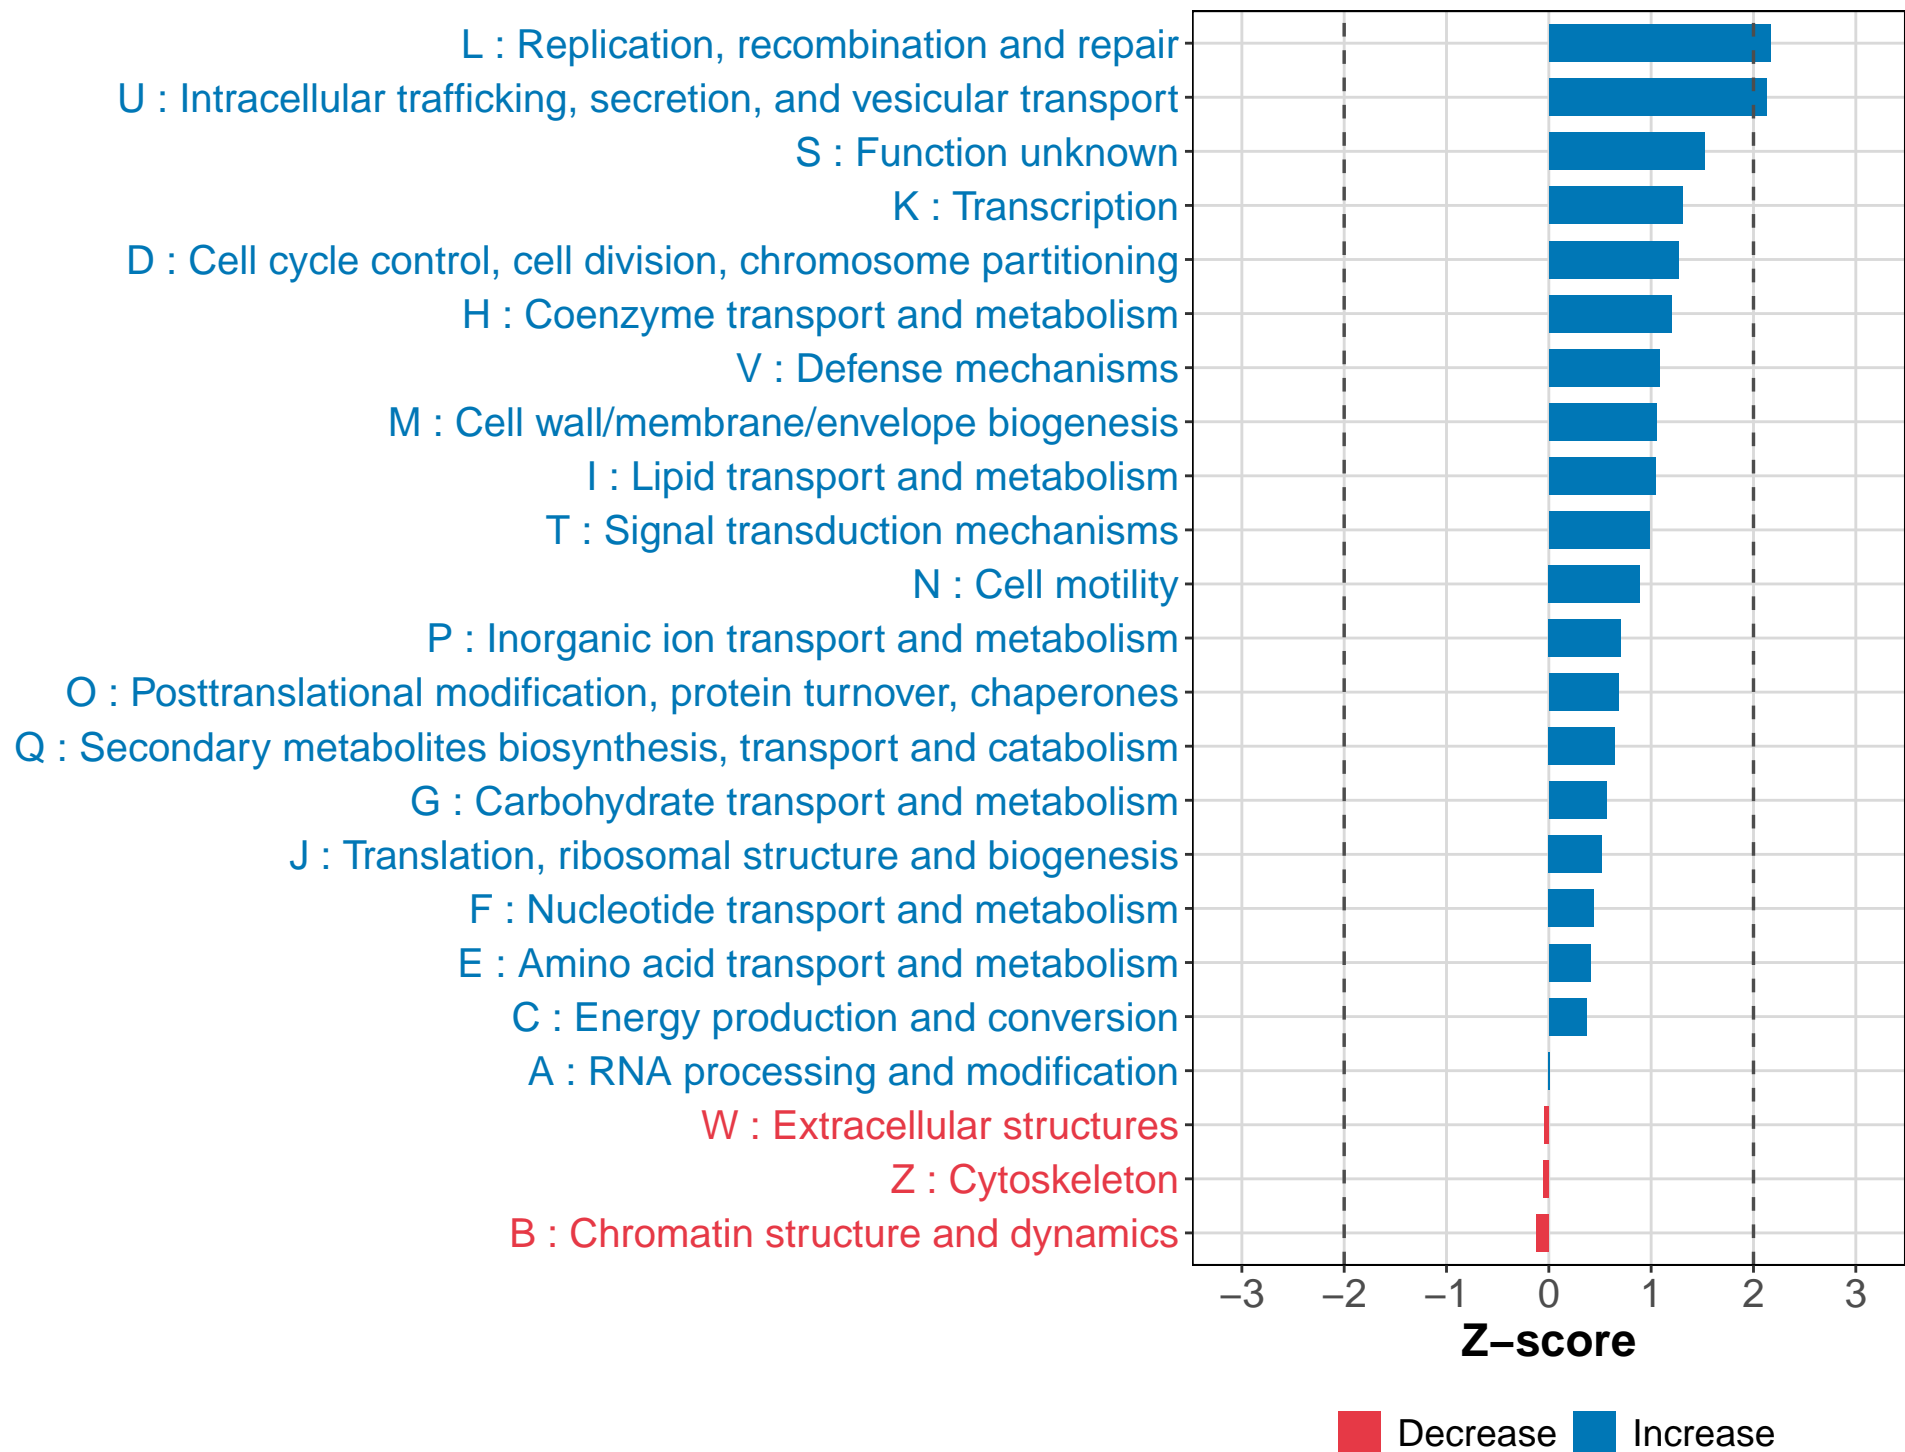 L : Replication, recombination and repair
U : Intracellular trafficking, secretion, and vesicular transport
S : Function unknown
K : Transcription
D : Cell cycle control, cell division, chromosome partitioning
H : Coenzyme transport and metabolism
V : Defense mechanisms
M : Cell wall/membrane/envelope biogenesis
I : Lipid transport and metabolism
T : Signal transduction mechanisms
N : Cell motility
P : Inorganic ion transport and metabolism
O : Posttranslational modification, protein turnover, chaperones
Q : Secondary metabolites biosynthesis, transport and catabolism
G : Carbohydrate transport and metabolism
J : Translation, ribosomal structure and biogenesis
F : Nucleotide transport and metabolism
E : Amino acid transport and metabolism
C : Energy production and conversion
A : RNA processing and modification
W : Extracellular structures
Z : Cytoskeleton
B : Chromatin structure and dynamics
−3 −2 −1 0 1 2 3
Z−score
Decrease Increase